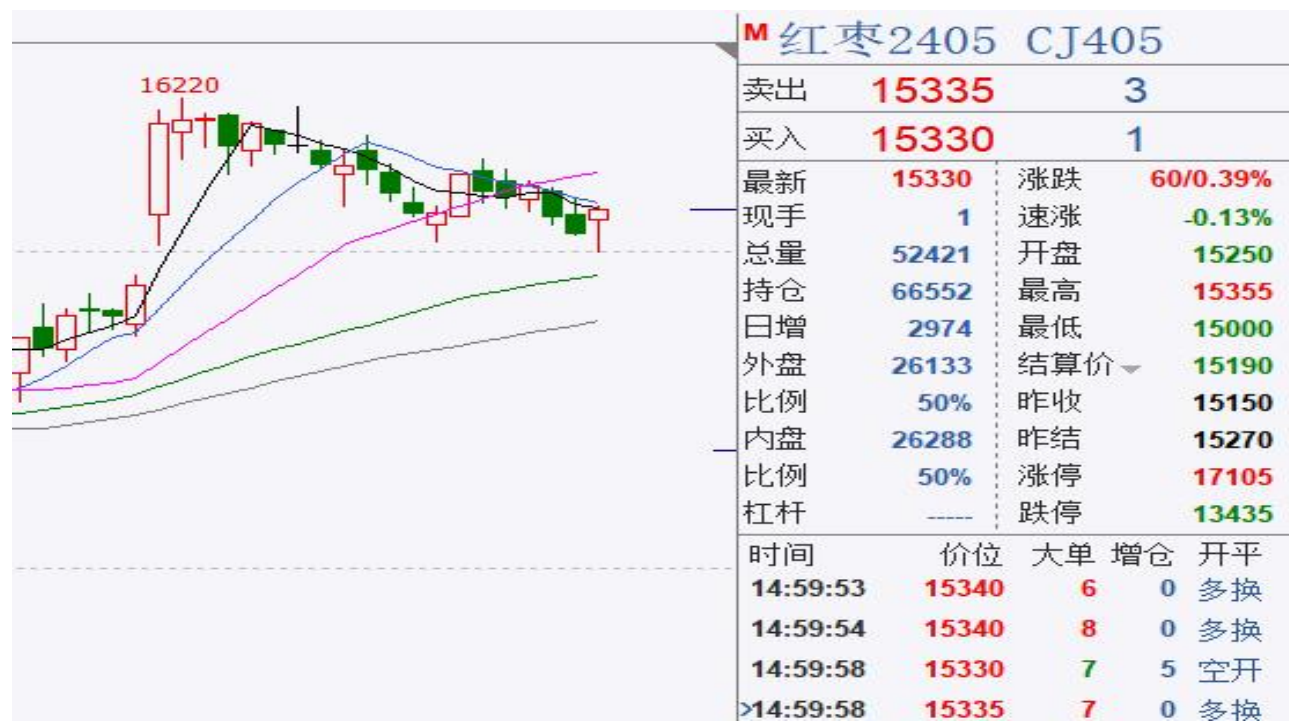 16220
M 红枣2405 CJ405
卖出 15335 3
买入 15330 1
最新 15330 涨跌 60/0.39%
现手 1 速涨 -0.13%
总量 52421 开盘 15250
持仓 66552 最高 15355
日增 2974 最低 15000
外盘 26133 结算价 15190
比例 50% 昨收 15150
内盘 26288 昨结 15270
比例 50% 涨停 17105
杠杆 ----- 跌停 13435
时间 价位 大单 增仓 开平
14:59:53 15340 6 0 多换
14:59:54 15340 8 0 多换
14:59:58 15330 7 5 空开
>14:59:58 15335 7 0 多换